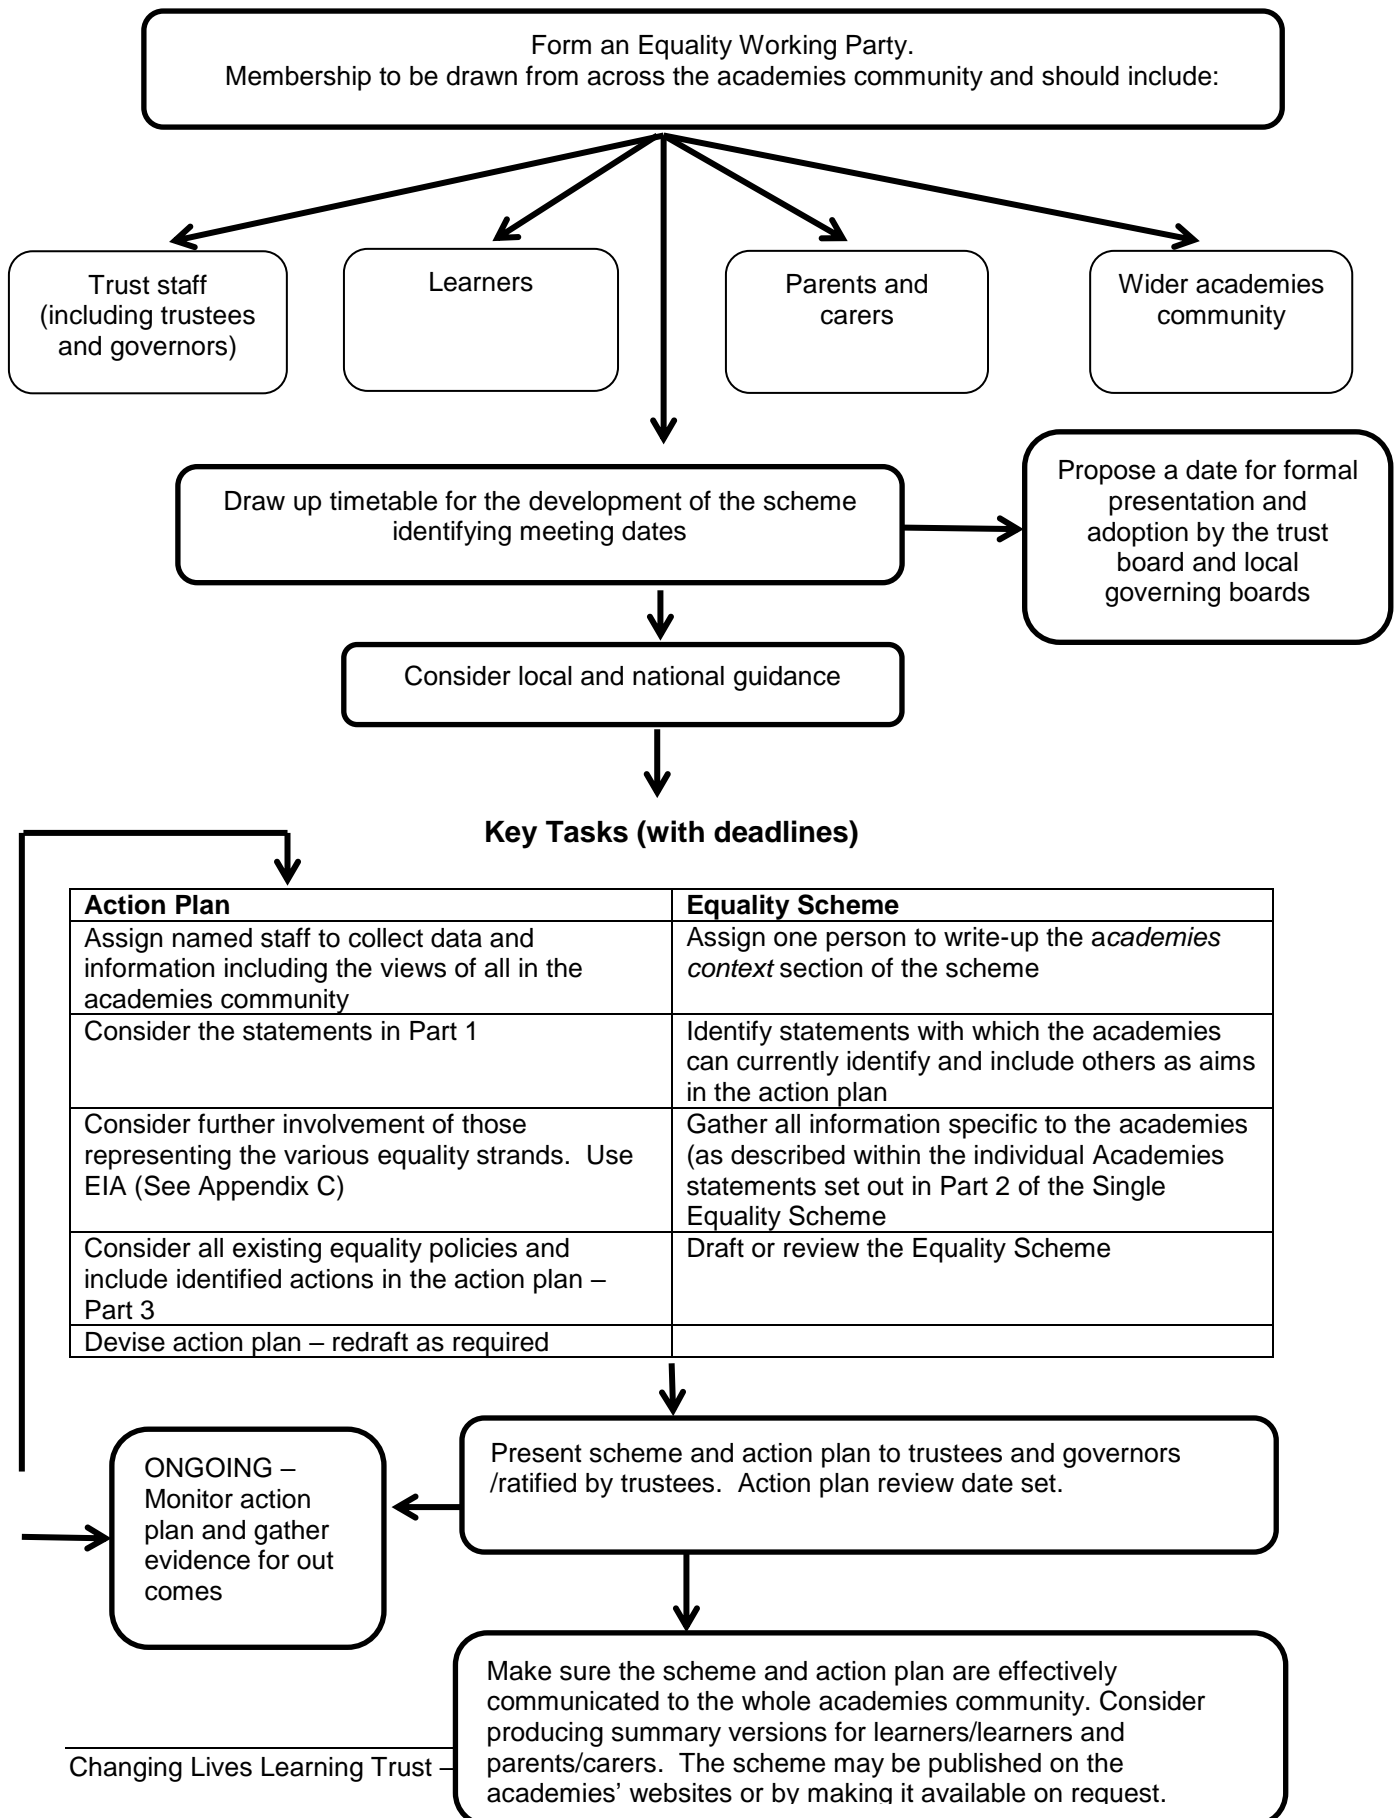 Form an Equality Working Party.
Membership to be drawn from across the academies community and should include:
Trust staff
(including trustees
and governors)
Learners
Parents and
carers
Wider academies
community
Draw up timetable for the development of the scheme
identifying meeting dates
Propose a date for formal
presentation and
adoption by the trust
board and local
governing boards
Consider local and national guidance
Key Tasks (with deadlines)
Action Plan
Equality Scheme
Assign named staff to collect data and
information including the views of all in the
academies community
Assign one person to write-up the academies
context section of the scheme
Consider the statements in Part 1
Identify statements with which the academies
can currently identify and include others as aims
in the action plan
Consider further involvement of those
representing the various equality strands.  Use
EIA (See Appendix C)
Gather all information specific to the academies
(as described within the individual Academies
statements set out in Part 2 of the Single
Equality Scheme
Consider all existing equality policies and
include identified actions in the action plan –
Part 3
Draft or review the Equality Scheme
Devise action plan – redraft as required
Present scheme and action plan to trustees and governors
/ratified by trustees.  Action plan review date set.
ONGOING –
Monitor action
plan and gather
evidence for out
comes
Make sure the scheme and action plan are effectively
communicated to the whole academies community. Consider
producing summary versions for learners/learners and
parents/carers.  The scheme may be published on the
academies’ websites or by making it available on request.
Changing Lives Learning Trust –